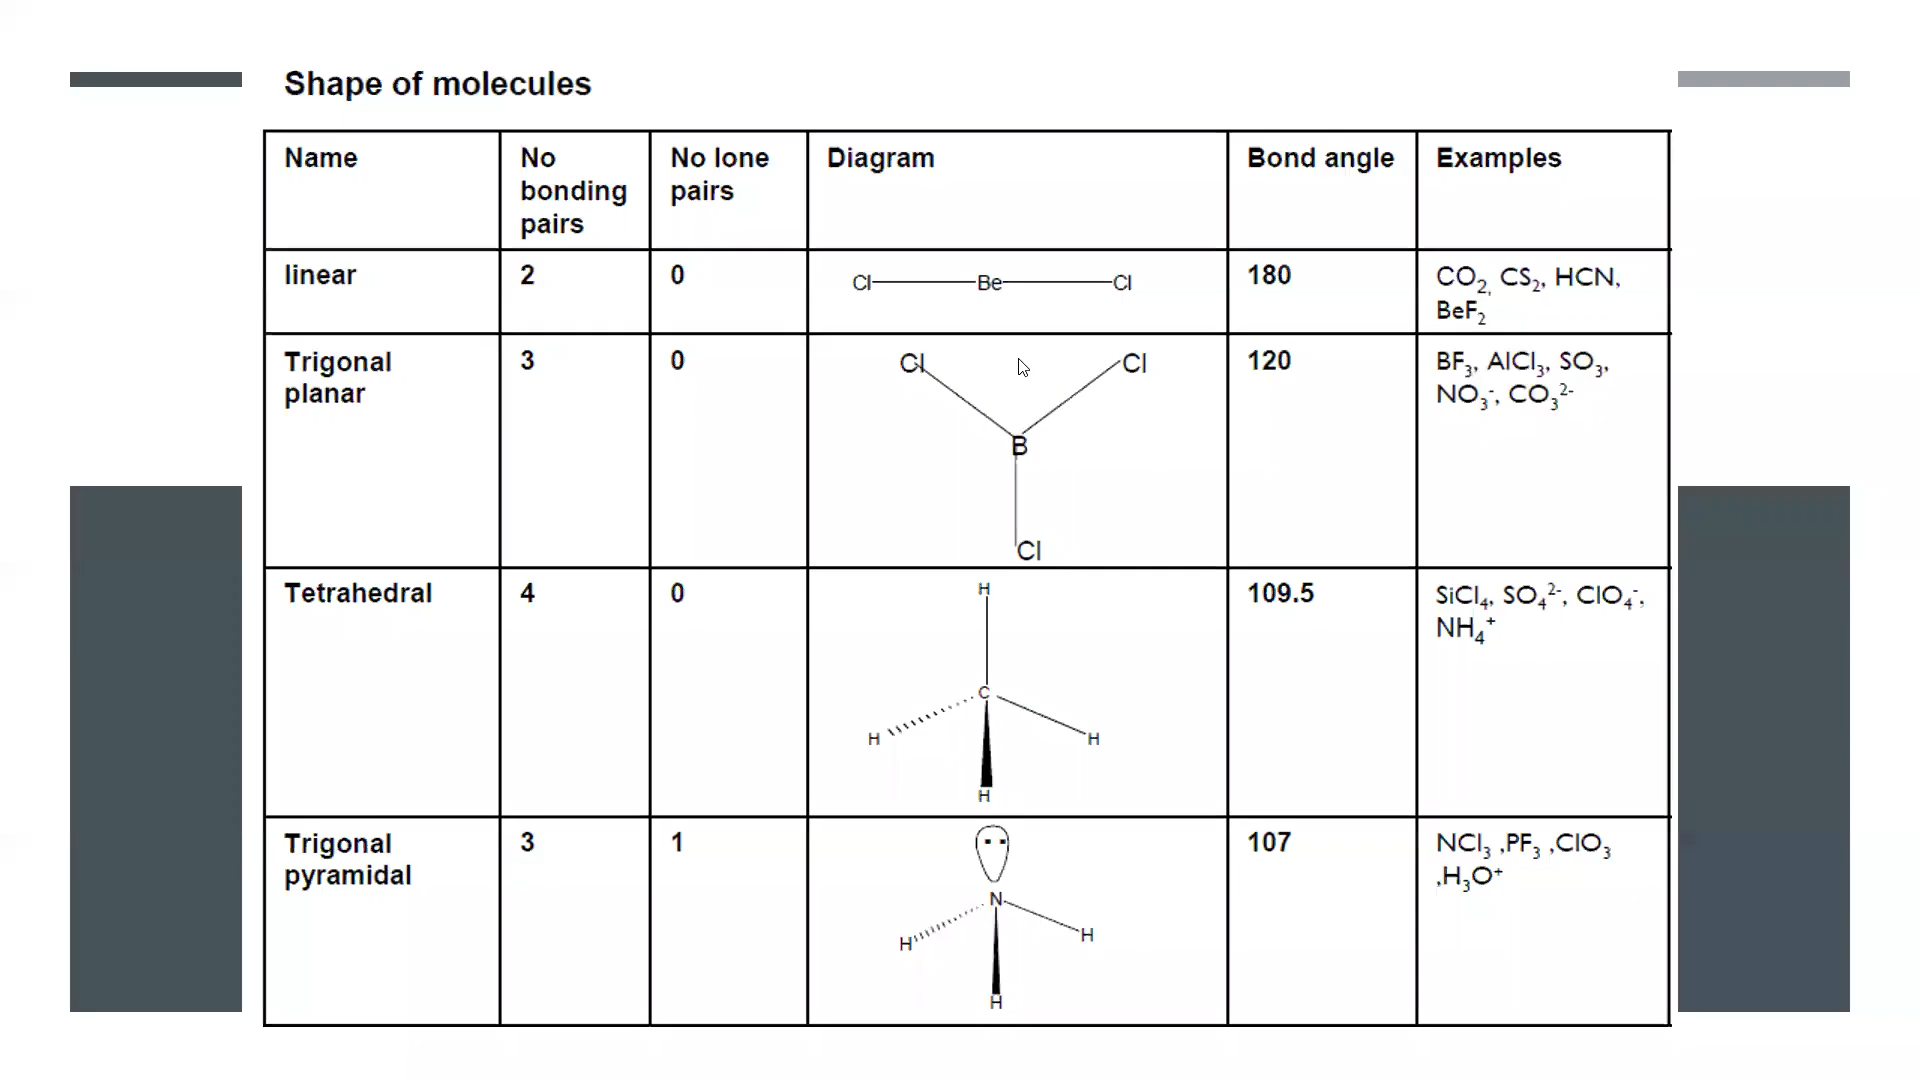 Shape of molecules
Name
No
bonding
pairs
No lone
pairs
Diagram
Bond angle
Examples
linear
2
0
Cl Be Cl
180
CO₂, CS₂, HCN,
BeF₂
Trigonal
planar
3
0
Cl Cl
B
Cl
120
BF₃, AlCl₃, SO₃,
NO₃⁻, CO₃²⁻
Tetrahedral
4
0
H
C
H H
H
109.5
SiCl₄, SO₄²⁻, ClO₄⁻,
NH₄⁺
Trigonal
pyramidal
3
1
N
H H
H
107
NCl₃ ,PF₃ ,ClO₃
,H₃O⁺